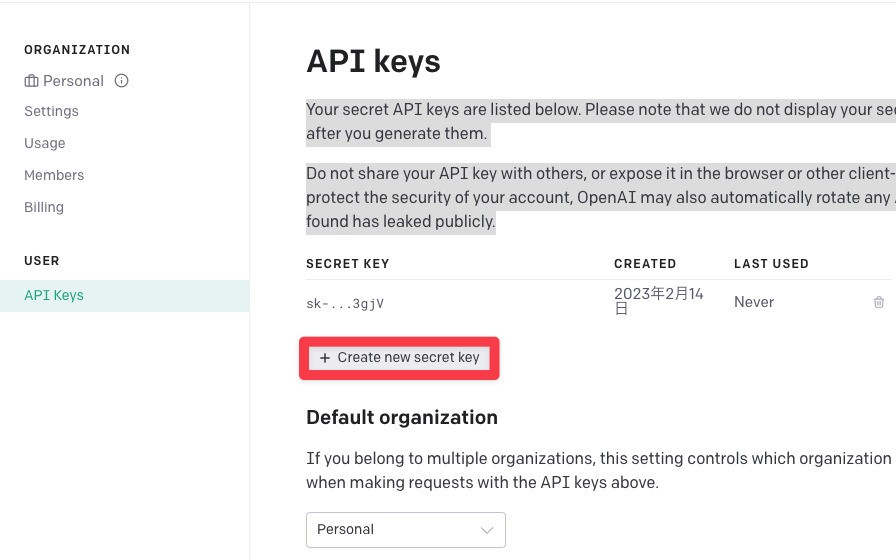 ORGANIZATION
Personal
Settings
Usage
Members
Billing
USER
API Keys
API keys
Your secret API keys are listed below. Please note that we do not display your
after you generate them.
Do not share your API key with others, or expose it in the browser or other client-
protect the security of your account, OpenAI may also automatically rotate any
found has leaked publicly.
SECRET KEY CREATED LAST USED
sk-...3gjV 2023年2月14日 Never
+ Create new secret key
Default organization
If you belong to multiple organizations, this setting controls which organization
when making requests with the API keys above.
Personal